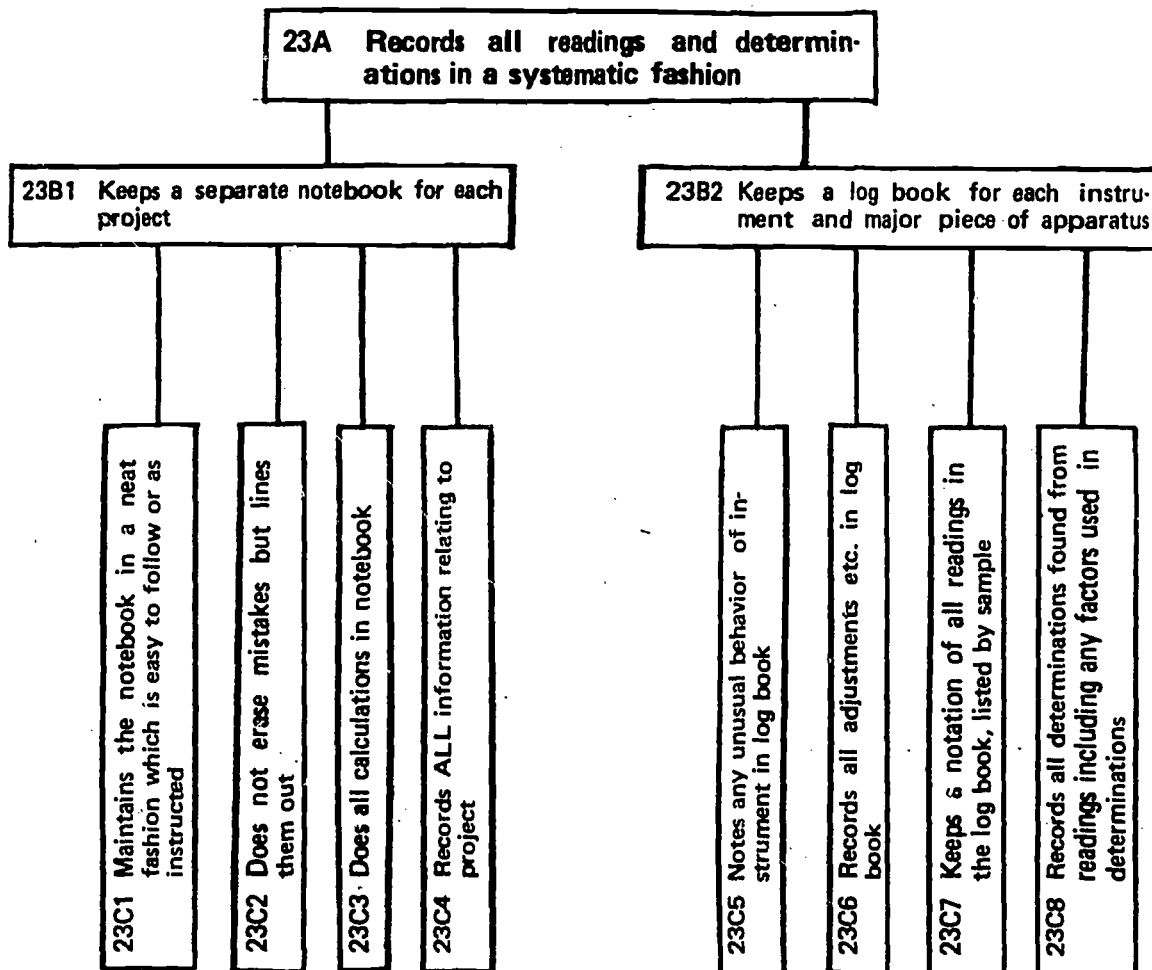 23A Records all readings and determin-
ations in a systematic fashion
23B1 Keeps a separate notebook for each
project
23B2 Keeps a log book for each instru-
ment and major piece of apparatus
23C1 Maintains the notebook in a neat
fashion which is easy to follow or as
instructed
23C2 Does not erase mistakes but lines
them out
23C3 Does all calculations in notebook
23C4 Records ALL information relating to
project
23C5 Notes any unusual behavior of in-
strument in log book
23C6 Records all adjustments etc. in log
book
23C7 Keeps a notation of all readings in
the log book, listed by sample
23C8 Records all determinations found from
readings including any factors used in
determinations